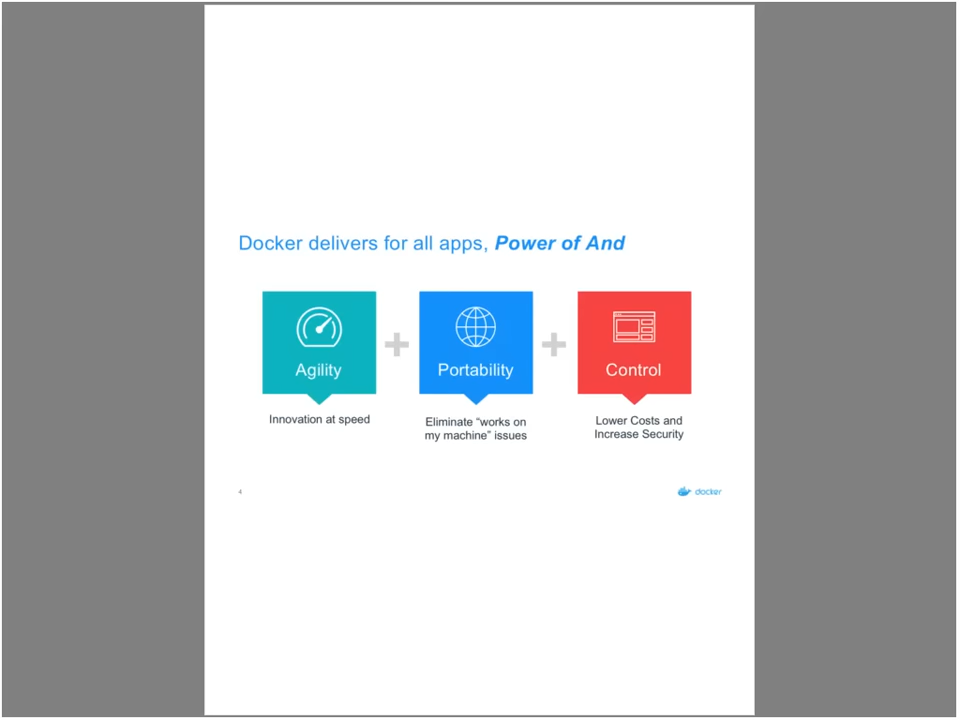 Docker delivers for all apps, Power of And
Agility
Portability
Control
Innovation at speed
Eliminate “works on
my machine” issues
Lower Costs and
Increase Security
4
docker